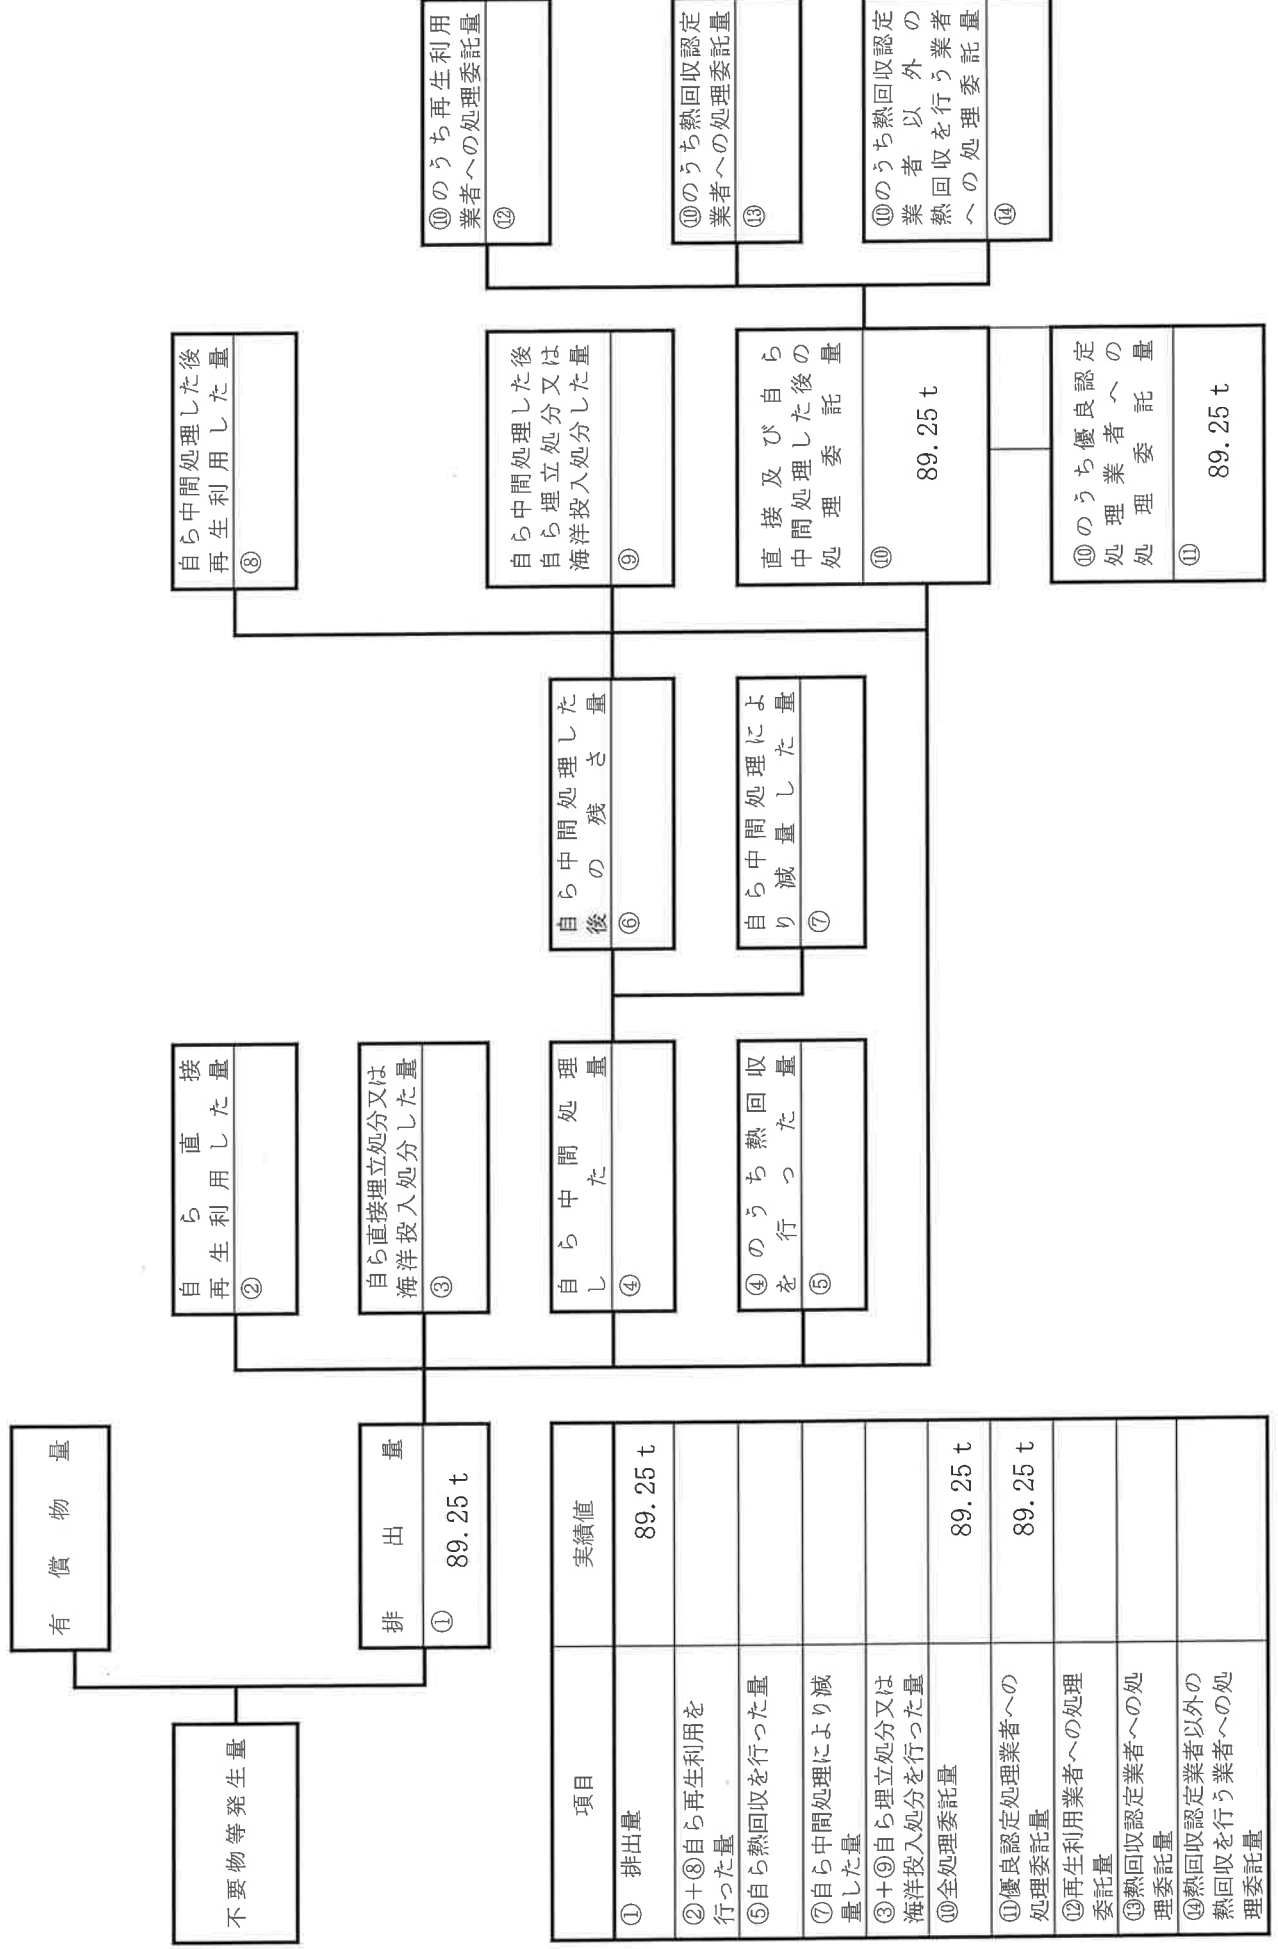 不要物等発生量
有償物量
排出量
① 89.25 t
自ら直接
再生利用した量
②
自ら直接埋立処分又は
海洋投入処分した量
③
自ら中間処理
した量
④
④のうち熱回収
を行った量
⑤
自ら中間処理した
後の残さ量
⑥
自ら中間処理によ
り減量した量
⑦
自ら中間処理した後
再生利用した量
⑧
自ら中間処理した後
自ら埋立処分又は
海洋投入処分した量
⑨
直接及び自ら
中間処理した後の
処理委託量
⑩ 89.25 t
⑩のうち優良認定
処理業者への
処理委託量
⑪ 89.25 t
⑩のうち再生利用
業者への処理委託量
⑫
⑩のうち熱回収認定
業者への処理委託量
⑬
⑩のうち熱回収認定
業者以外の
熱回収を行う業者
への処理委託量
⑭
項目 実績値
① 排出量 89.25 t
②+⑧自ら再生利用を
行った量
⑤自ら熱回収を行った量
⑦自ら中間処理により減
量した量
③+⑨自ら埋立処分又は
海洋投入処分を行った量
⑩全処理委託量 89.25 t
⑪優良認定処理業者への
処理委託量 89.25 t
⑫再生利用業者への処理
委託量
⑬熱回収認定業者への処
理委託量
⑭熱回収認定業者以外の
熱回収を行う業者への処
理委託量